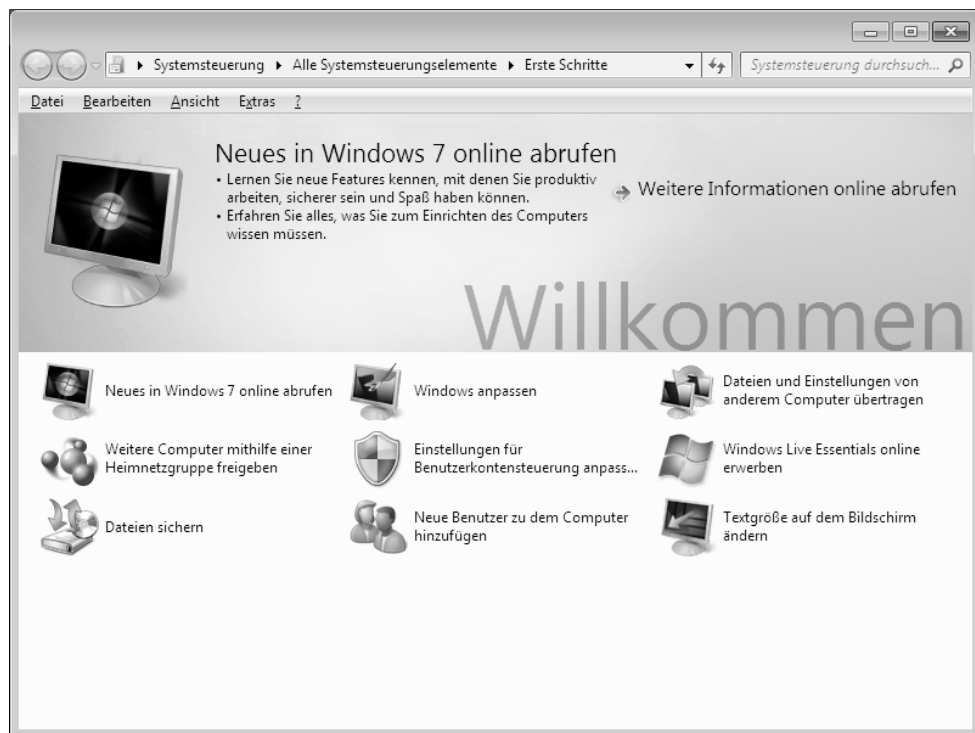 Systemsteuerung Alle Systemsteuerungselemente Erste Schritte
Systemsteuerung durchsuch...
Datei Bearbeiten Ansicht Extras ?
Neues in Windows 7 online abrufen
• Lernen Sie neue Features kennen, mit denen Sie produktiv
arbeiten, sicherer sein und Spaß haben können.
• Erfahren Sie alles, was Sie zum Einrichten des Computers
wissen müssen.
Weitere Informationen online abrufen
Willkommen
Neues in Windows 7 online abrufen
Windows anpassen
Dateien und Einstellungen von
anderem Computer übertragen
Weitere Computer mithilfe einer
Heimnetzgruppe freigeben
Einstellungen für
Benutzerkontensteuerung anpass...
Windows Live Essentials online
erwerben
Dateien sichern
Neue Benutzer zu dem Computer
hinzufügen
Textgröße auf dem Bildschirm
ändern